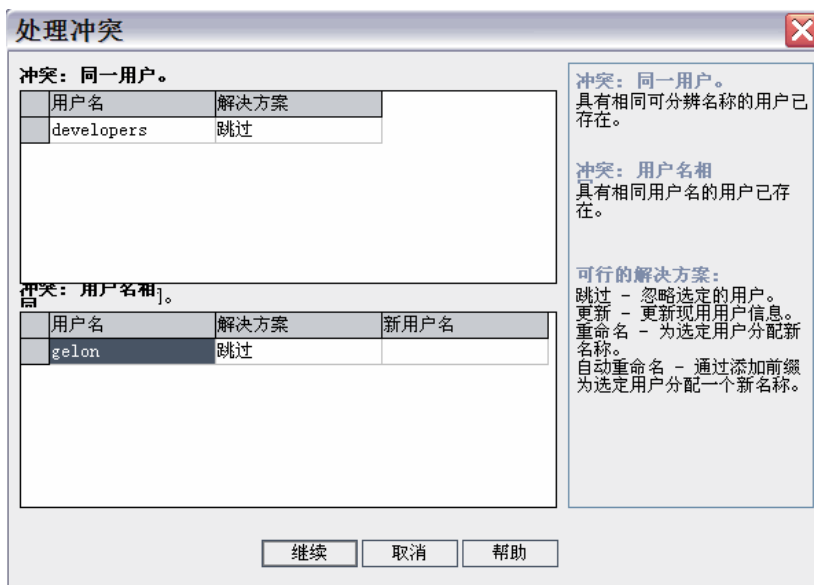 处理冲突
冲突: 同一用户。
用户名 解决方案
developers 跳过
冲突: 用户名相
同。
用户名 解决方案 新用户名
gelon 跳过
继续 取消 帮助
冲突: 同一用户。
具有相同可分辨名称的用户已
存在。
冲突: 用户名相
具有相同用户名的用户已存
在。
可行的解决方案:
跳过 - 忽略选定的用户。
更新 - 更新现用用户信息。
重命名 - 为选定用户分配新
名称。
自动重命名 - 通过添加前缀
为选定用户分配一个新名称。